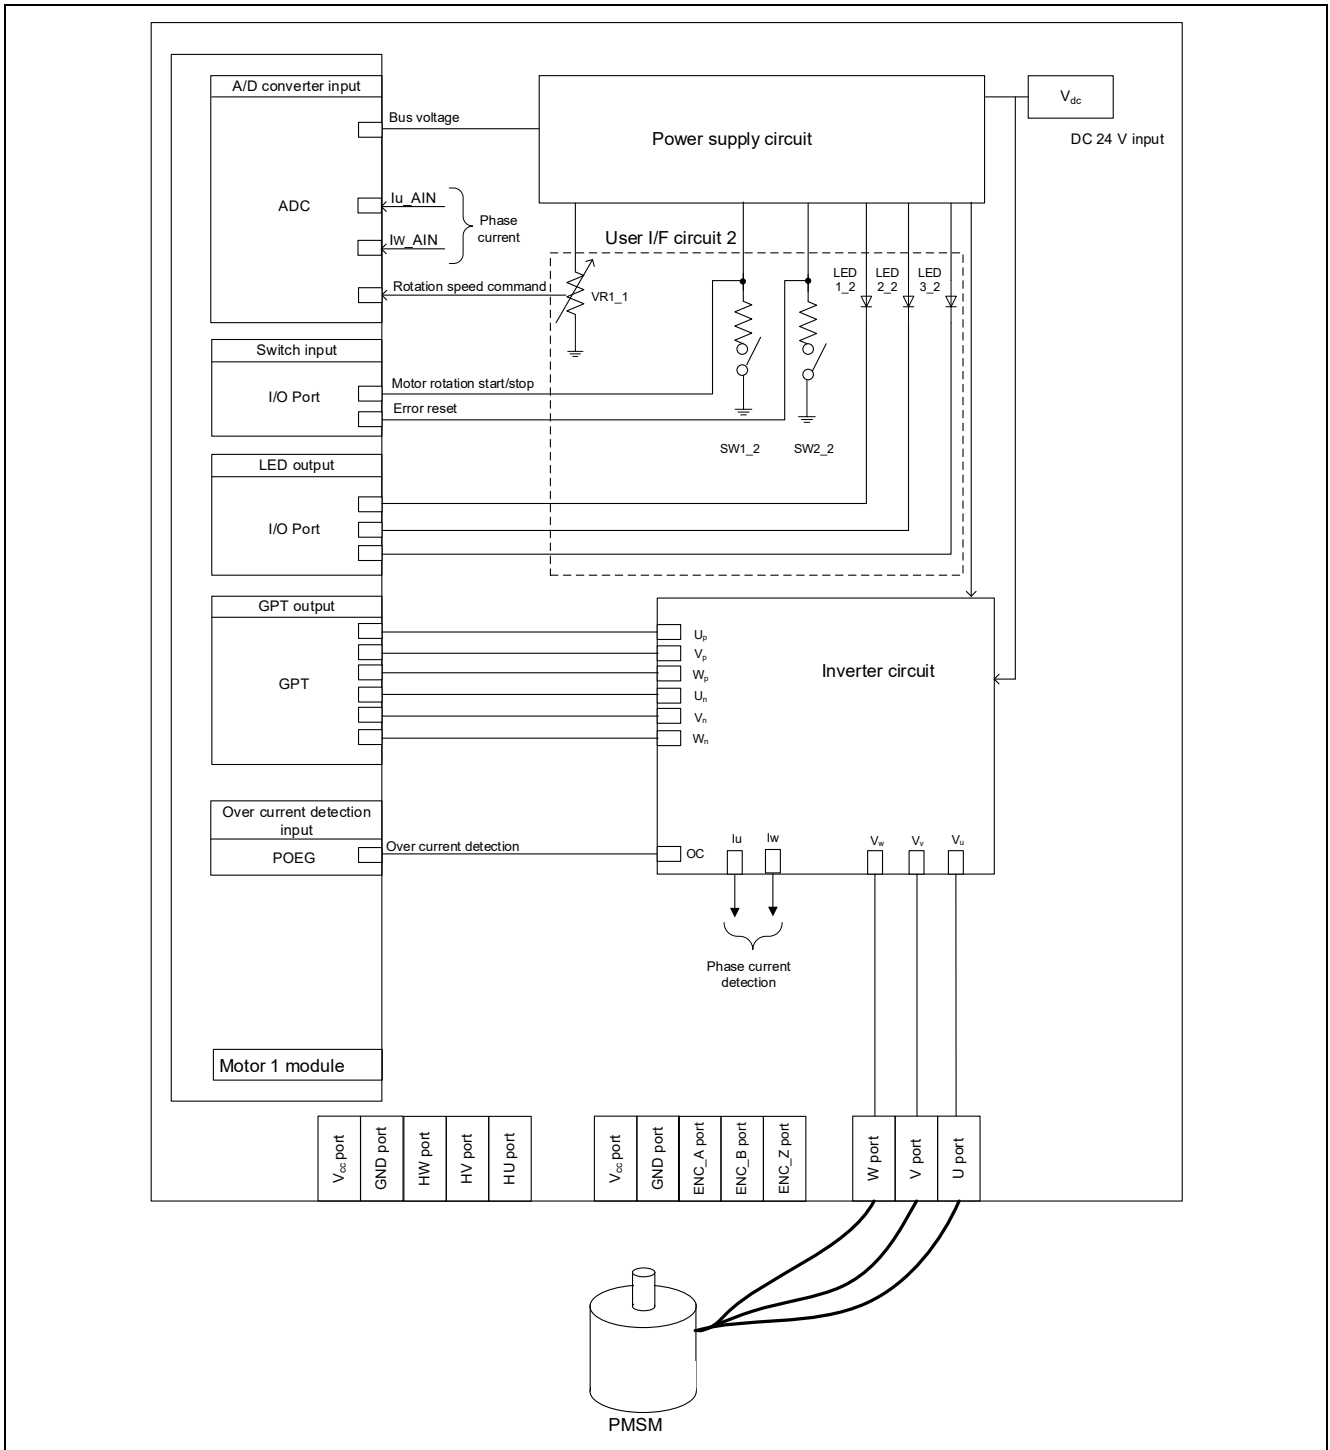 A/D converter input
Bus voltage
ADC
Iu_AIN
Iw_AIN
Phase
current
Rotation speed command
Power supply circuit
Vdc
DC 24 V input
User I/F circuit 2
VR1_1
LED
1_2
LED
2_2
LED
3_2
Switch input
I/O Port
Motor rotation start/stop
Error reset
SW1_2
SW2_2
LED output
I/O Port
GPT output
GPT
Up
Vp
Wp
Un
Vn
Wn
Inverter circuit
Over current detection
input
POEG
Over current detection
OC
Iu
Iw
Vw
Vv
Vu
Phase current
detection
Motor 1 module
Vcc port
GND port
HW port
HV port
HU port
Vcc port
GND port
ENC_A port
ENC_B port
ENC_Z port
W port
V port
U port
PMSM